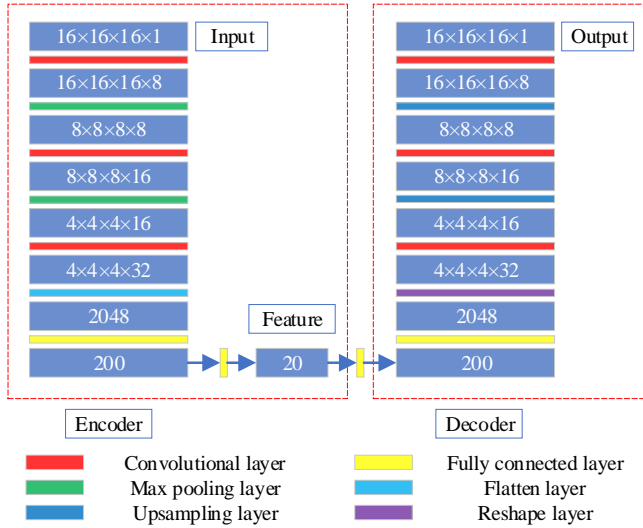 16×16×16×1
Input
16×16×16×8
8×8×8×8
8×8×8×16
4×4×4×16
4×4×4×32
2048
200
Feature
20
16×16×16×1
Output
16×16×16×8
8×8×8×8
8×8×8×16
4×4×4×16
4×4×4×32
2048
200
Encoder
Decoder
Convolutional layer
Fully connected layer
Max pooling layer
Flatten layer
Upsampling layer
Reshape layer